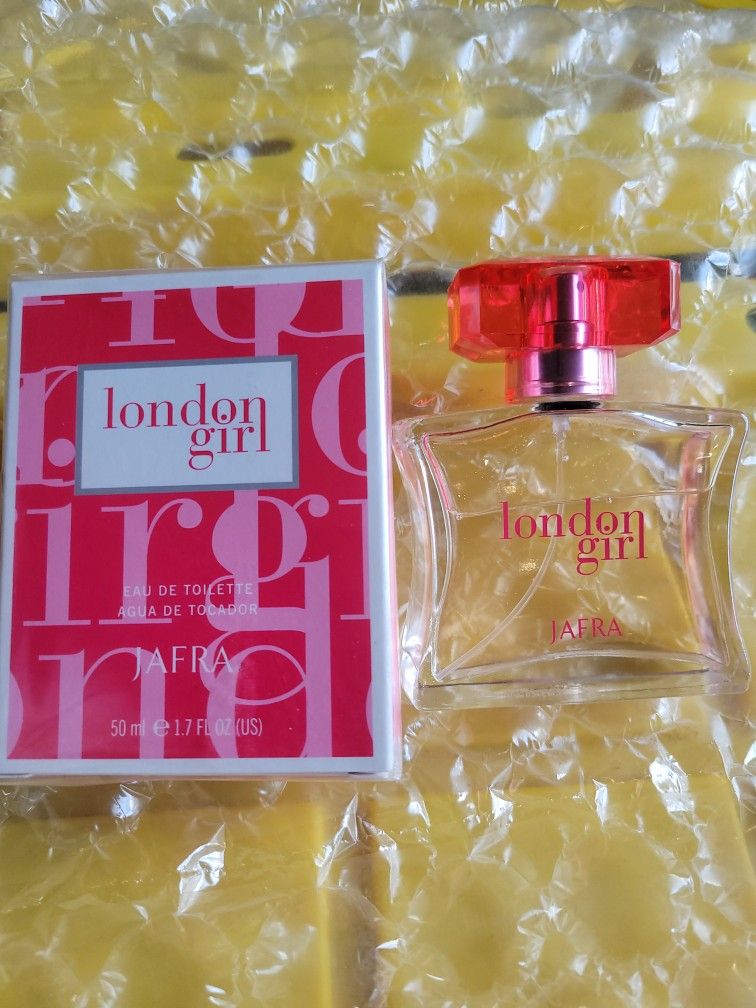 london
girl
EAU DE TOILETTE
AGUA DE TOCADOR
JAFRA
50 ml ℮ 1.7 FL OZ (US)
london
girl
JAFRA